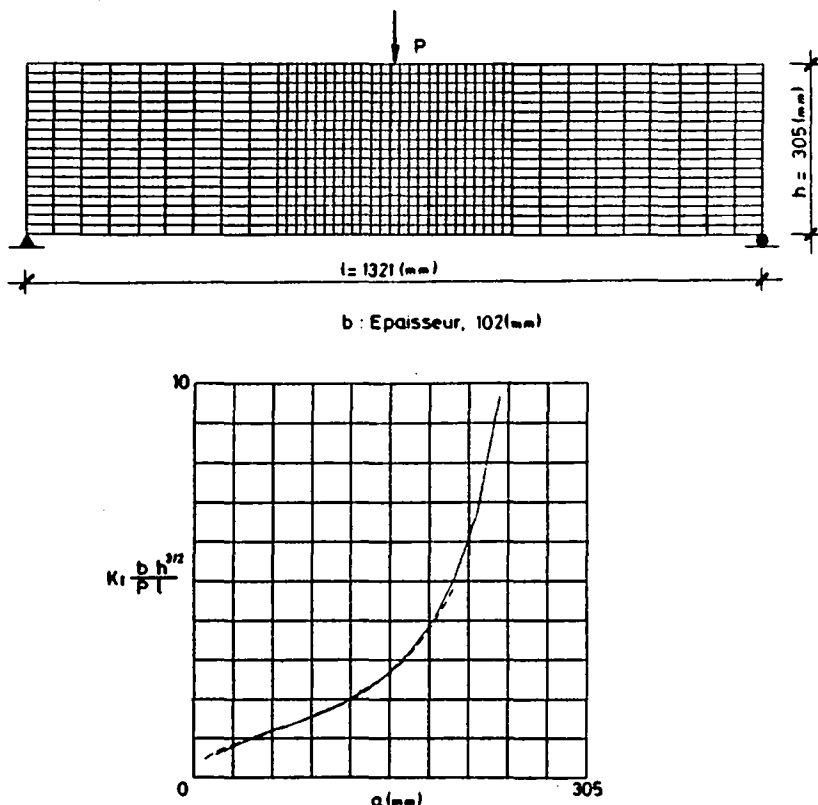 P
h = 305 (mm)
l = 1321 (mm)
b : Epaisseur, 102(mm)
10
K_I b h^3/2 / P l
0
a (mm)
305